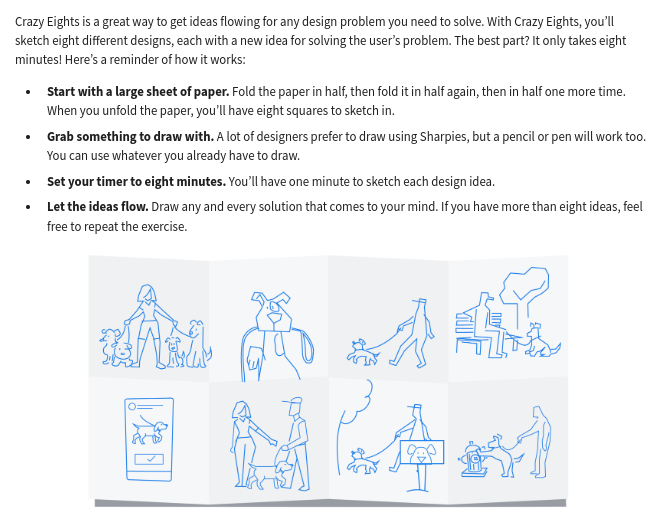 Crazy Eights is a great way to get ideas flowing for any design problem you need to solve. With Crazy Eights, you’ll
sketch eight different designs, each with a new idea for solving the user’s problem. The best part? It only takes eight
minutes! Here’s a reminder of how it works:
• Start with a large sheet of paper. Fold the paper in half, then fold it in half again, then in half one more time.
When you unfold the paper, you’ll have eight squares to sketch in.
• Grab something to draw with. A lot of designers prefer to draw using Sharpies, but a pencil or pen will work too.
You can use whatever you already have to draw.
• Set your timer to eight minutes. You’ll have one minute to sketch each design idea.
• Let the ideas flow. Draw any and every solution that comes to your mind. If you have more than eight ideas, feel
free to repeat the exercise.